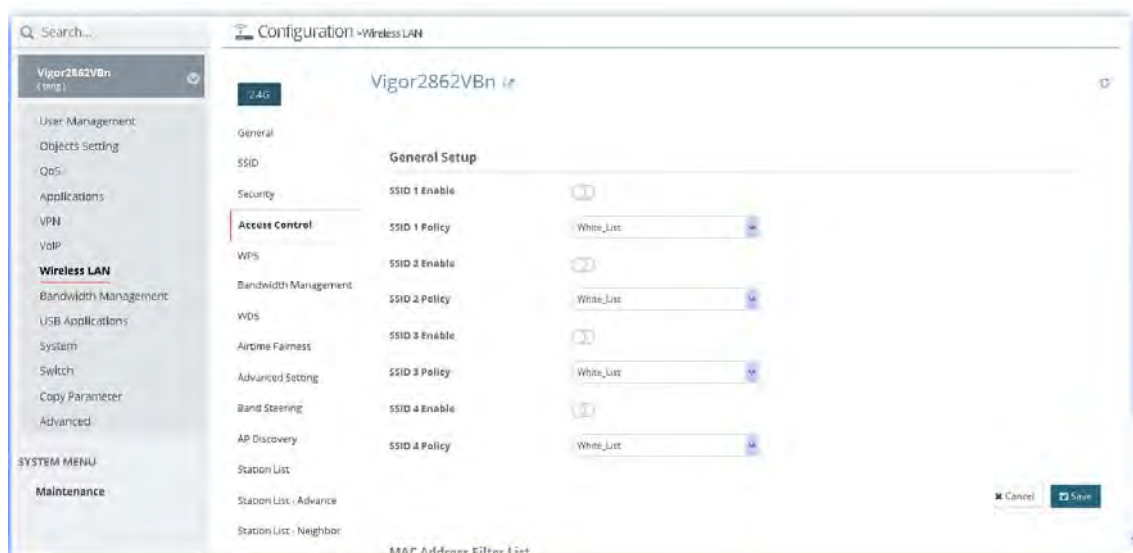 Search...
Configuration »Wireless LAN
Vigor2862VBn
Vigor2862VBn
2.4G
User Management
Objects Setting
QoS
Applications
VPN
VoIP
Wireless LAN
Bandwidth Management
USB Applications
System
Switch
Copy Parameter
Advanced
SYSTEM MENU
Maintenance
General
SSID
Security
Access Control
WPS
Bandwidth Management
WDS
Airtime Fairness
Advanced Setting
Band Steering
AP Discovery
Station List
Station List - Advance
Station List - Neighbor
General Setup
SSID 1 Enable
SSID 1 Policy White_List
SSID 2 Enable
SSID 2 Policy White_List
SSID 3 Enable
SSID 3 Policy White_List
SSID 4 Enable
SSID 4 Policy White_List
Cancel Save
MAC Address Filter List